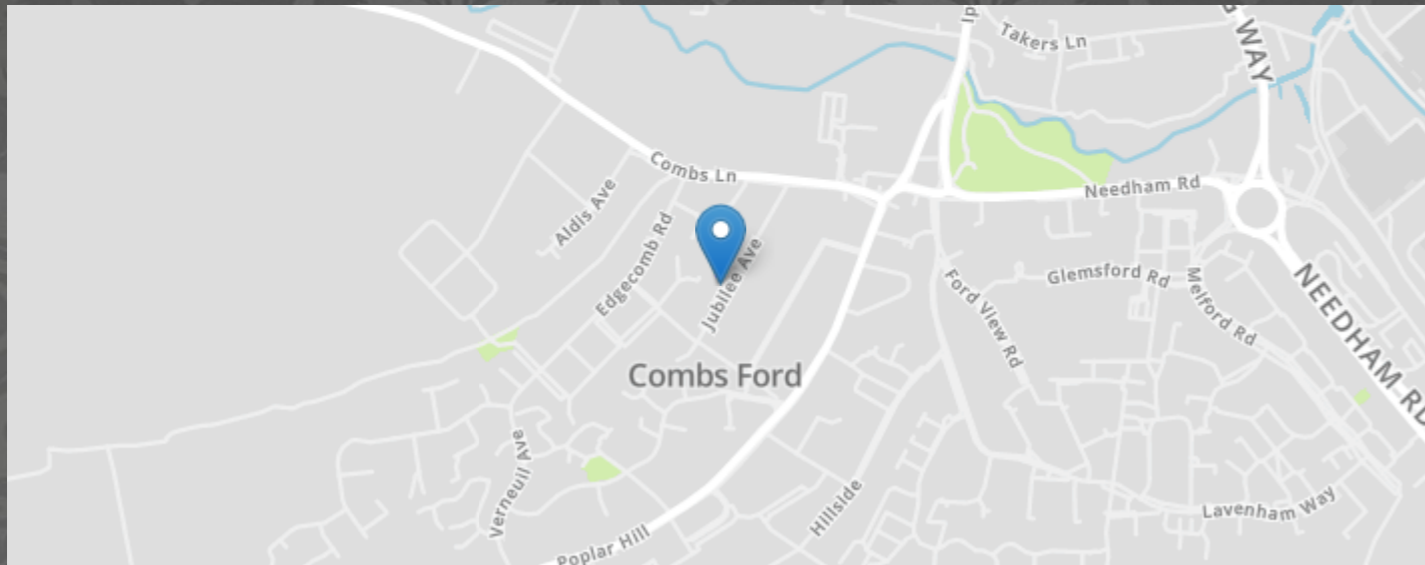 Takers Ln
G WAY
Combs Ln
Needham Rd
Aldis Ave
Edgecomb Rd
Jubilee Ave
Ford View Rd
Glemsford Rd
Melford Rd
NEEDHAM RD
Combs Ford
Verneuil Ave
Hillside
Lavenham Way
Poplar Hill